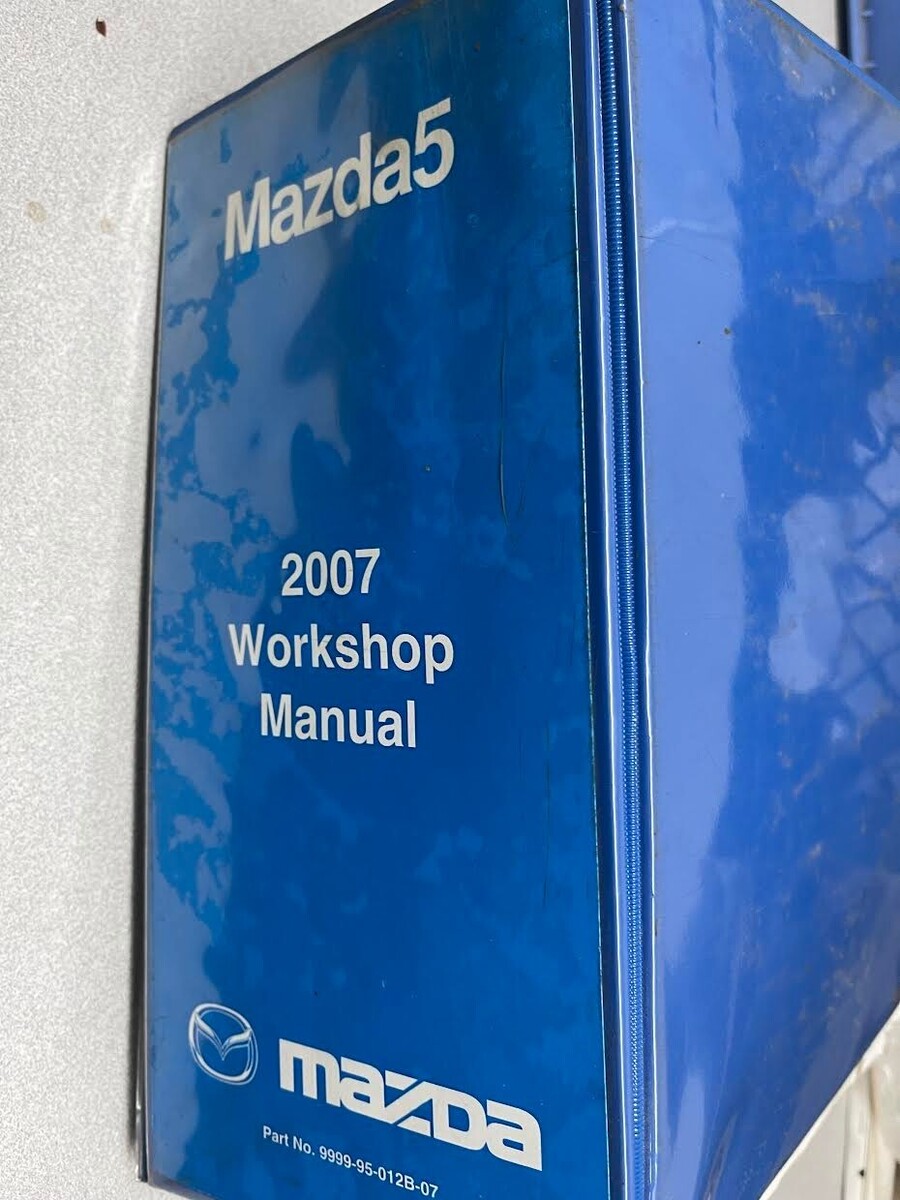 Mazda5
2007
Workshop
Manual
mazda
Part No. 9999-95-012B-07